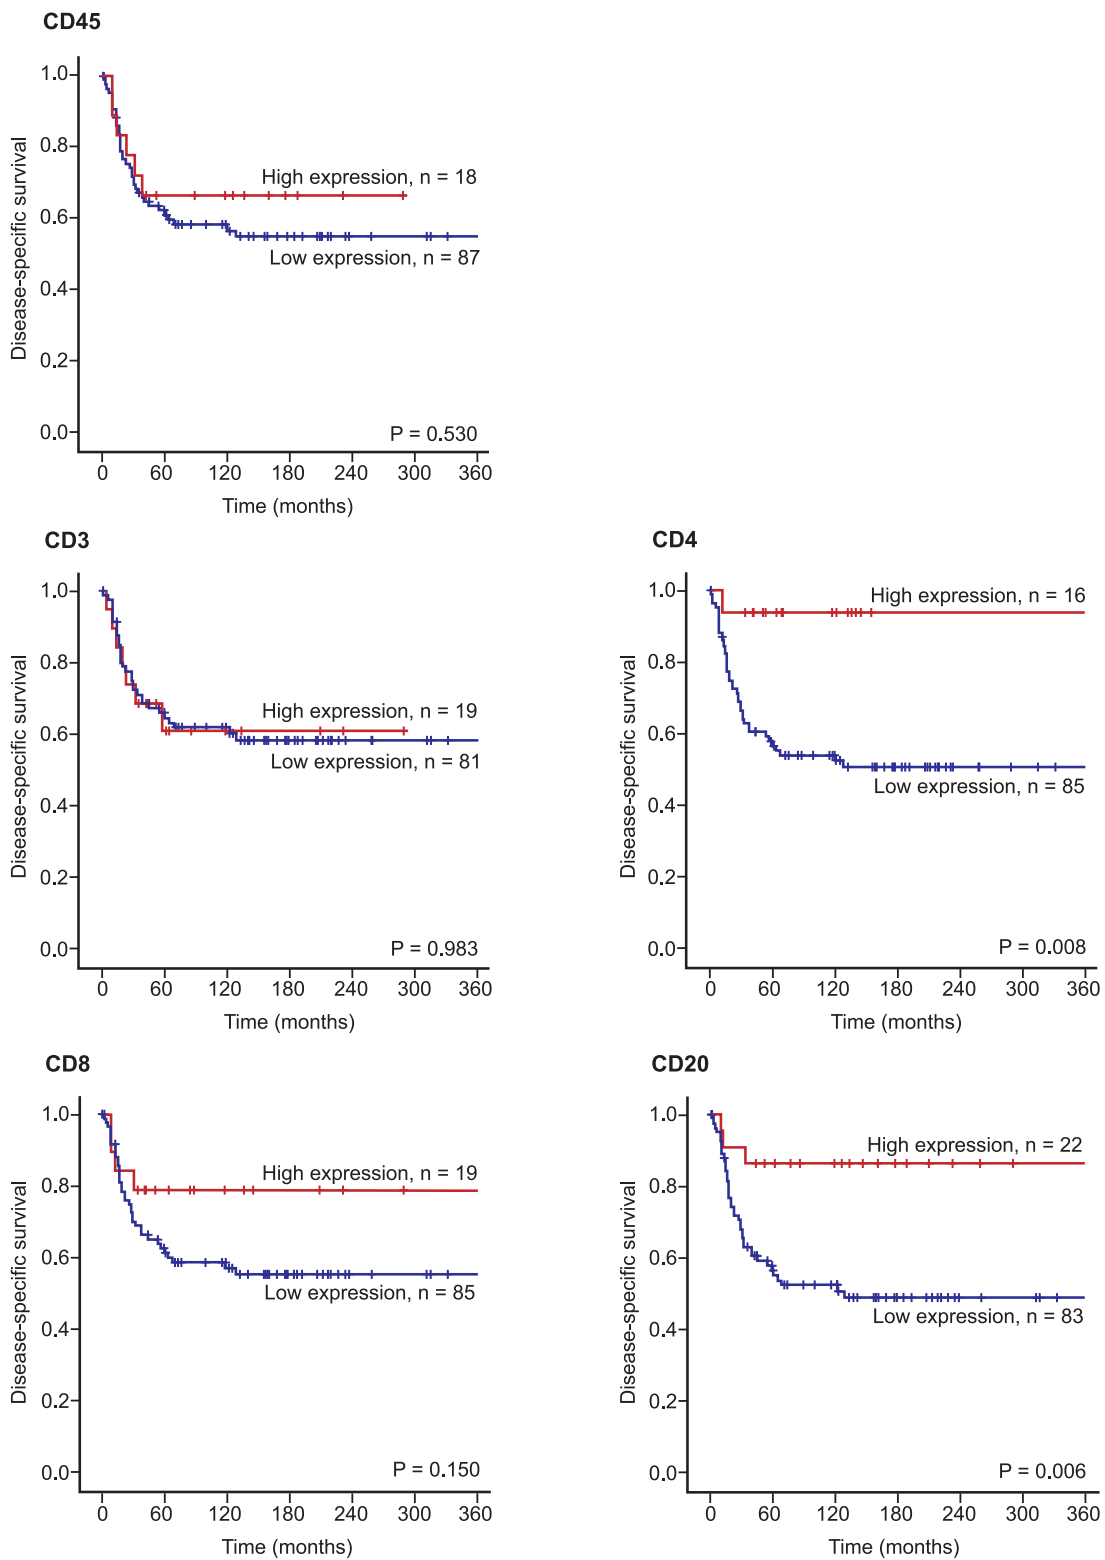 CD45
Disease-specific survival
1.0
0.8
0.6
0.4
0.2
0.0
High expression, n = 18
Low expression, n = 87
P = 0.530
0 60 120 180 240 300 360
Time (months)
CD3
Disease-specific survival
1.0
0.8
0.6
0.4
0.2
0.0
High expression, n = 19
Low expression, n = 81
P = 0.983
0 60 120 180 240 300 360
Time (months)
CD4
Disease-specific survival
1.0
0.8
0.6
0.4
0.2
0.0
High expression, n = 16
Low expression, n = 85
P = 0.008
0 60 120 180 240 300 360
Time (months)
CD8
Disease-specific survival
1.0
0.8
0.6
0.4
0.2
0.0
High expression, n = 19
Low expression, n = 85
P = 0.150
0 60 120 180 240 300 360
Time (months)
CD20
Disease-specific survival
1.0
0.8
0.6
0.4
0.2
0.0
High expression, n = 22
Low expression, n = 83
P = 0.006
0 60 120 180 240 300 360
Time (months)